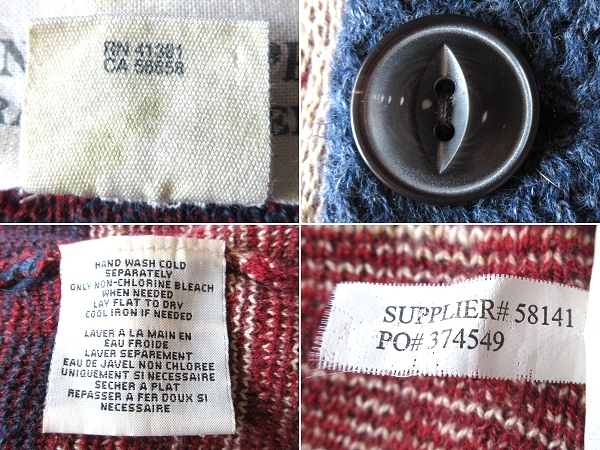 RN 41381
CA 56858
HAND WASH COLD
SEPARATELY
ONLY NON-CHLORINE BLEACH
WHEN NEEDED
LAY FLAT TO DRY
COOL IRON IF NEEDED
LAVER À LA MAIN EN
EAU FROIDE
LAVER SEPAREMENT
EAU DE JAVEL NON CHLOREE
UNIQUEMENT SI NECESSAIRE
SECHER A PLAT
REPASSER A FER DOUX SI
NECESSAIRE
SUPPLIER# 58141
PO# 374549